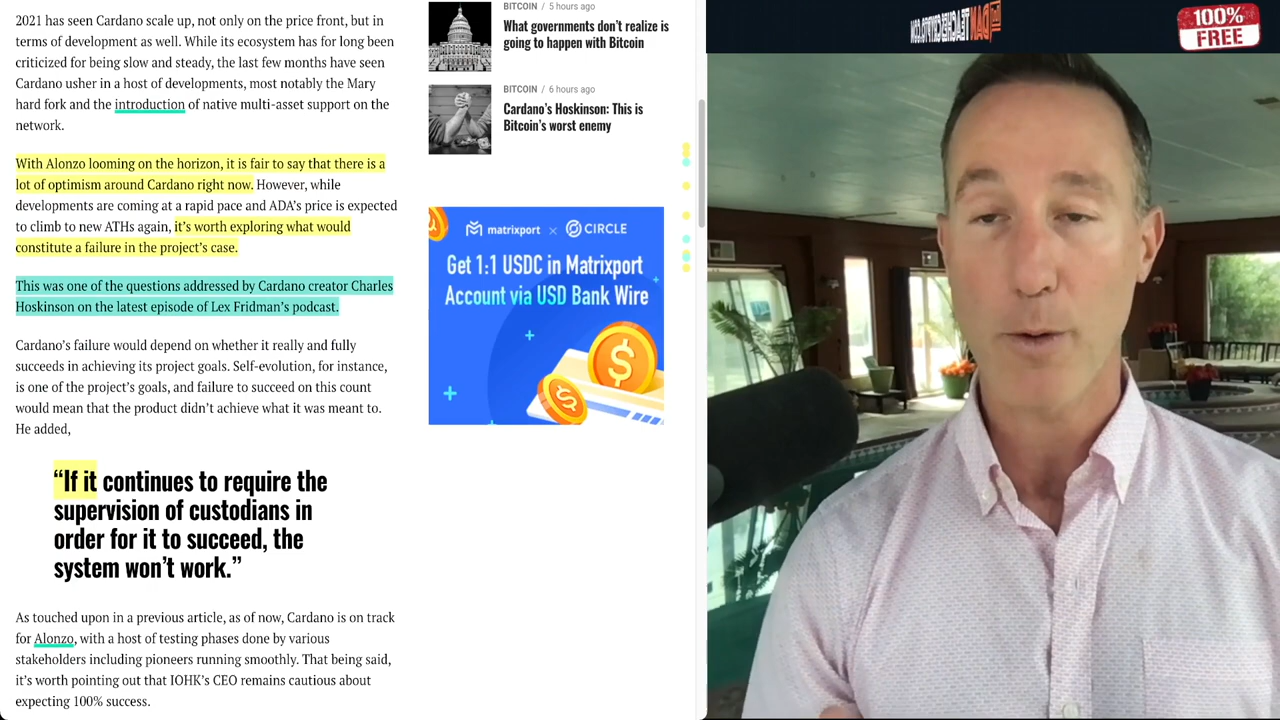 2021 has seen Cardano scale up, not only on the price front, but in
terms of development as well. While its ecosystem has for long been
criticized for being slow and steady, the last few months have seen
Cardano usher in a host of developments, most notably the Mary
hard fork and the introduction of native multi-asset support on the
network.
With Alonzo looming on the horizon, it is fair to say that there is a
lot of optimism around Cardano right now. However, while
developments are coming at a rapid pace and ADA's price is expected
to climb to new ATHs again, it's worth exploring what would
constitute a failure in the project's case.
This was one of the questions addressed by Cardano creator Charles
Hoskinson on the latest episode of Lex Fridman's podcast.
Cardano's failure would depend on whether it really and fully
succeeds in achieving its project goals. Self-evolution, for instance,
is one of the project's goals, and failure to succeed on this count
would mean that the product didn't achieve what it was meant to.
He added,
“If it continues to require the
supervision of custodians in
order for it to succeed, the
system won't work.”
As touched upon in a previous article, as of now, Cardano is on track
for Alonzo, with a host of testing phases done by various
stakeholders including pioneers running smoothly. That being said,
it's worth pointing out that IOHK's CEO remains cautious about
expecting 100% success.
BITCOIN / 5 hours ago
What governments don't realize is
going to happen with Bitcoin
BITCOIN / 6 hours ago
Cardano's Hoskinson: This is
Bitcoin's worst enemy
matrixport × CIRCLE
Get 1:1 USDC in Matrixport
Account via USD Bank Wire
100%
FREE